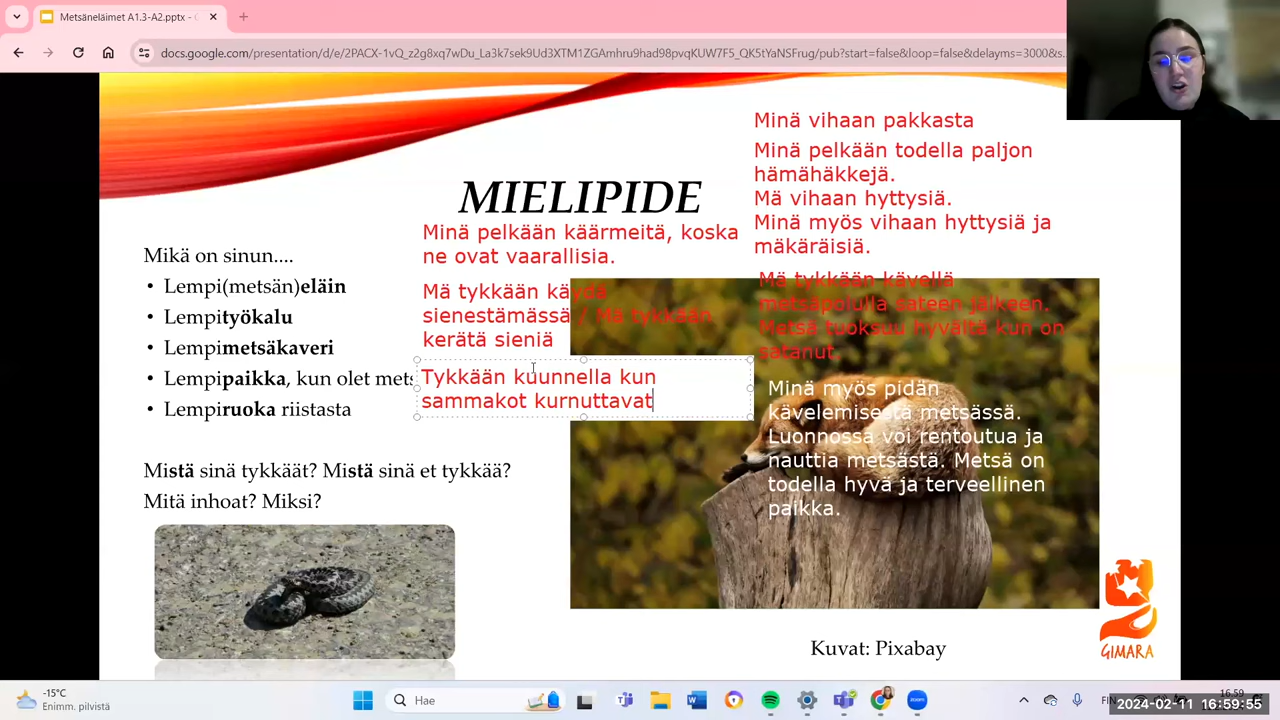 Metsäneläimet A1.3-A2.pptx -
docs.google.com/presentation/d/e/2PACX-1vQ_z2g8xq7wDu_La3k7sek9Ud3XTM1ZGAmhru9had98pvqKUW7F5_QK5tYaNSFrug/pub?start=false&loop=false&delayms=3000&s...
MIELIPIDE
Mikä on sinun....
• Lempi(metsän)eläin
• Lempityökalu
• Lempimetsäkaveri
• Lempipaikka, kun olet mets
• Lempiruoka riistasta
Mistä sinä tykkäät? Mistä sinä et tykkää?
Mitä inhoat? Miksi?
Minä pelkään käärmeitä, koska
ne ovat vaarallisia.
Mä tykkään käydä
sienestämässä / Mä tykkään
kerätä sieniä
Tykkään kuunnella kun
sammakot kurnuttavat
Minä vihaan pakkasta
Minä pelkään todella paljon
hämähäkkejä.
Mä vihaan hyttysiä.
Minä myös vihaan hyttysiä ja
mäkäräisiä.
Mä tykkään kävellä
metsäpolulla sateen jälkeen.
Metsä tuoksuu hyvältä kun on
satanut.
Minä myös pidän
kävelemisestä metsässä.
Luonnossa voi rentoutua ja
nauttia metsästä. Metsä on
todella hyvä ja terveellinen
paikka.
Kuvat: Pixabay
GIMARA
-15°C
Enimm. pilvistä
Hae
FIN
16.59
2024-02-11 16:59:55